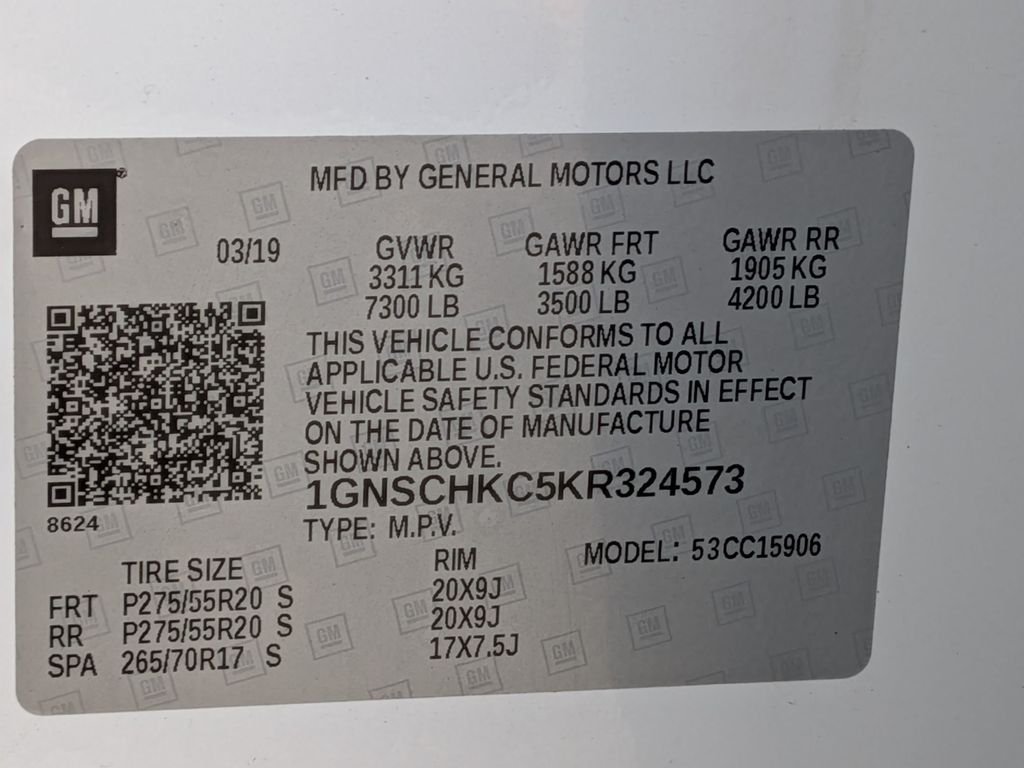 GM
MFD BY GENERAL MOTORS LLC
03/19 GVWR GAWR FRT GAWR RR
3311 KG 1588 KG 1905 KG
7300 LB 3500 LB 4200 LB
THIS VEHICLE CONFORMS TO ALL
APPLICABLE U.S. FEDERAL MOTOR
VEHICLE SAFETY STANDARDS IN EFFECT
ON THE DATE OF MANUFACTURE
SHOWN ABOVE.
1GNSCHKC5KR324573
8624
TYPE: M.P.V. MODEL: 53CC15906
TIRE SIZE RIM
FRT P275/55R20 S 20X9J
RR P275/55R20 S 20X9J
SPA 265/70R17 S 17X7.5J